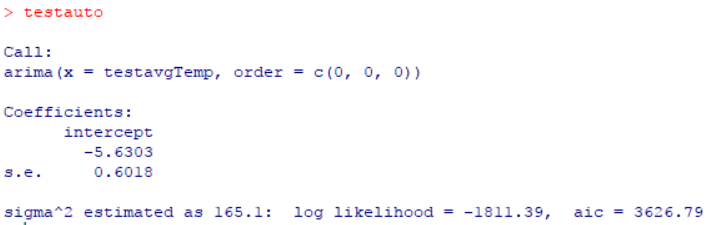 > testauto
Call:
arima(x = testavgTemp, order = c(0, 0, 0))
Coefficients:
intercept
-5.6303
s.e. 0.6018
sigma^2 estimated as 165.1: log likelihood = -1811.39, aic = 3626.79